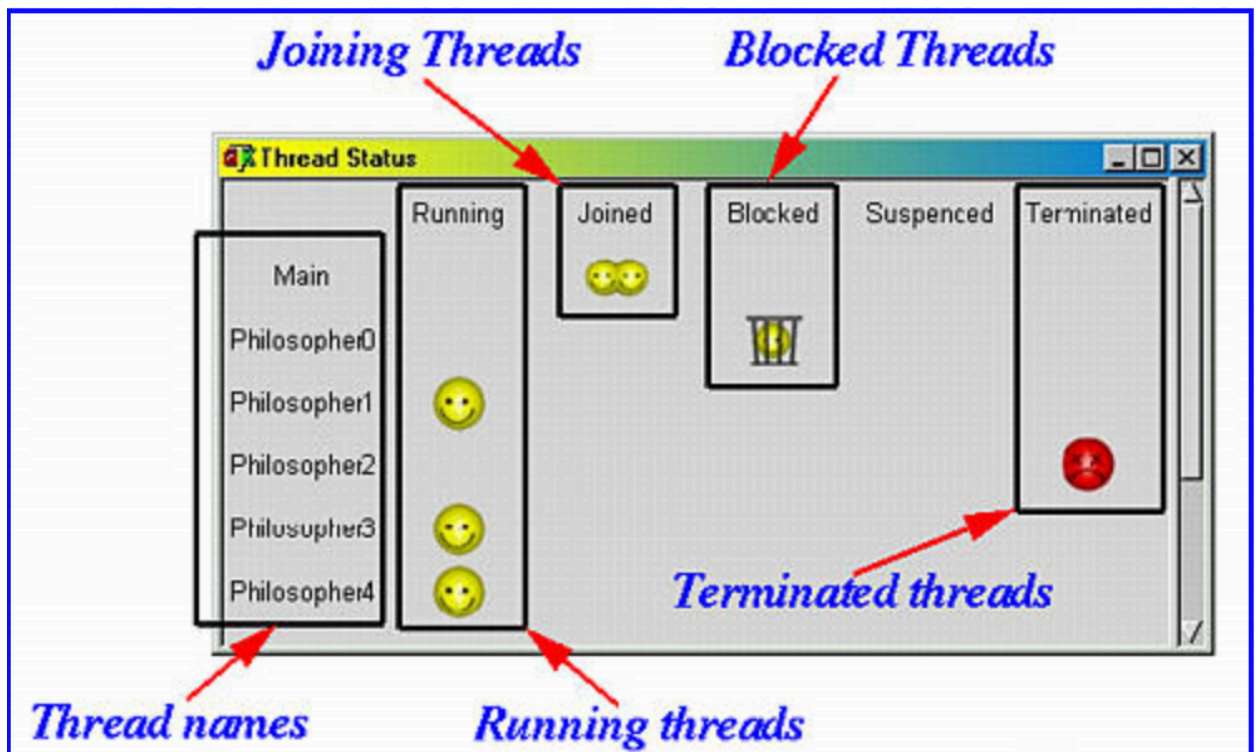 Joining Threads Blocked Threads
Thread Status
Running Joined Blocked Suspenced Terminated
Main
Philosopher0
Philosopher1
Philosopher2
Philosopher3
Philosopher4
Terminated threads
Thread names Running threads